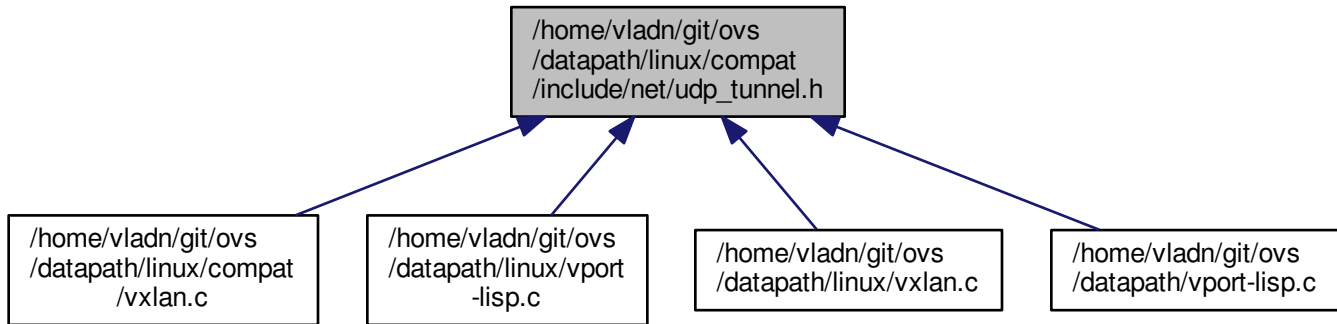 /home/vladn/git/ovs
/datapath/linux/compat
/include/net/udp_tunnel.h
/home/vladn/git/ovs
/datapath/linux/compat
/vxlan.c
/home/vladn/git/ovs
/datapath/linux/vport
-lisp.c
/home/vladn/git/ovs
/datapath/linux/vxlan.c
/home/vladn/git/ovs
/datapath/vport-lisp.c